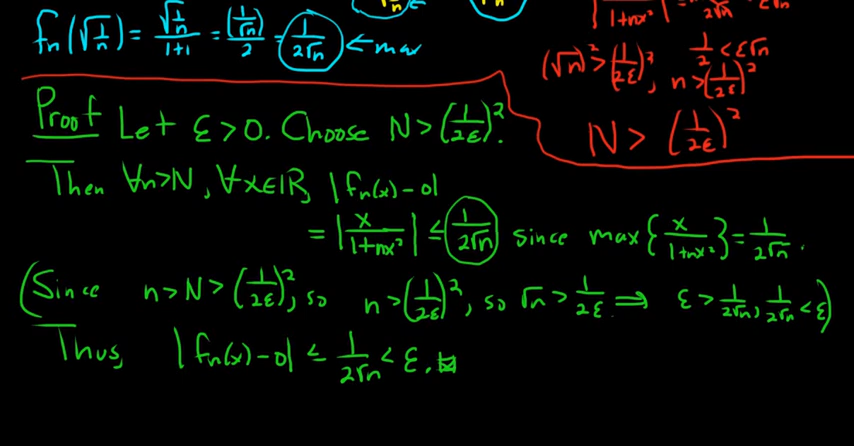 fₙ(√(1/n)) = √(1/n)/(1+1) = (1/√n)/2 = 1/(2√n) ← max
1+nx² 2√n
(√n)² > (1/2ε)², 1/2 < ε√n
n > (1/2ε)²
N > (1/2ε)²
Proof Let ε>0. Choose N > (1/2ε)².
Then ∀n>N, ∀x∈ℝ, |fₙ(x)-0|
= |x/(1+nx²)| ≤ 1/(2√n) since max{x/(1+nx²)} = 1/(2√n).
(Since n>N>(1/2ε)², so n>(1/2ε)², so √n > 1/2ε ⟹ ε > 1/(2√n), 1/(2√n) < ε)
Thus, |fₙ(x)-0| ≤ 1/(2√n) < ε.